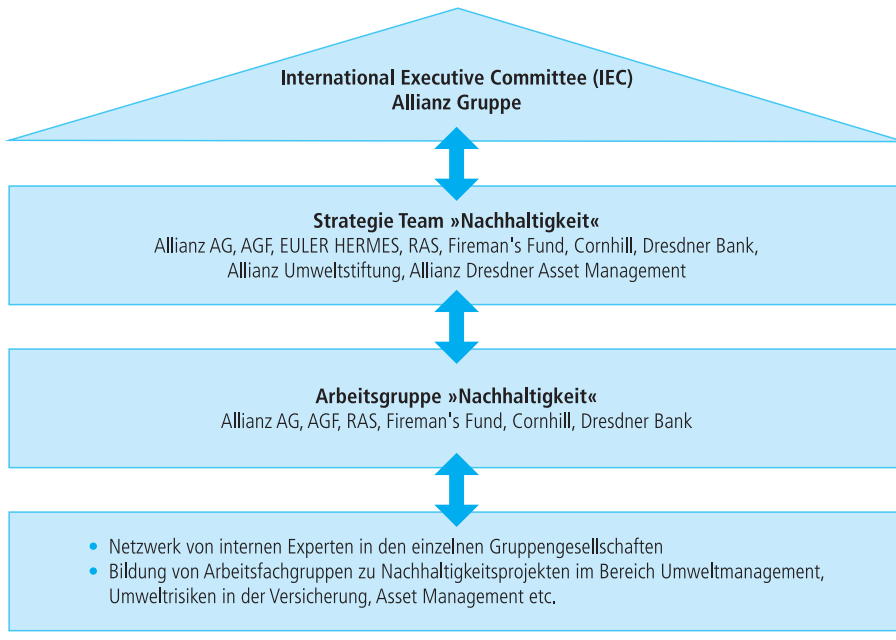 International Executive Committee (IEC)
Allianz Gruppe
Strategie Team »Nachhaltigkeit«
Allianz AG, AGF, EULER HERMES, RAS, Fireman's Fund, Cornhill, Dresdner Bank,
Allianz Umweltstiftung, Allianz Dresdner Asset Management
Arbeitsgruppe »Nachhaltigkeit«
Allianz AG, AGF, RAS, Fireman's Fund, Cornhill, Dresdner Bank
• Netzwerk von internen Experten in den einzelnen Gruppengesellschaften
• Bildung von Arbeitsfachgruppen zu Nachhaltigkeitsprojekten im Bereich Umweltmanagement,
Umweltrisiken in der Versicherung, Asset Management etc.